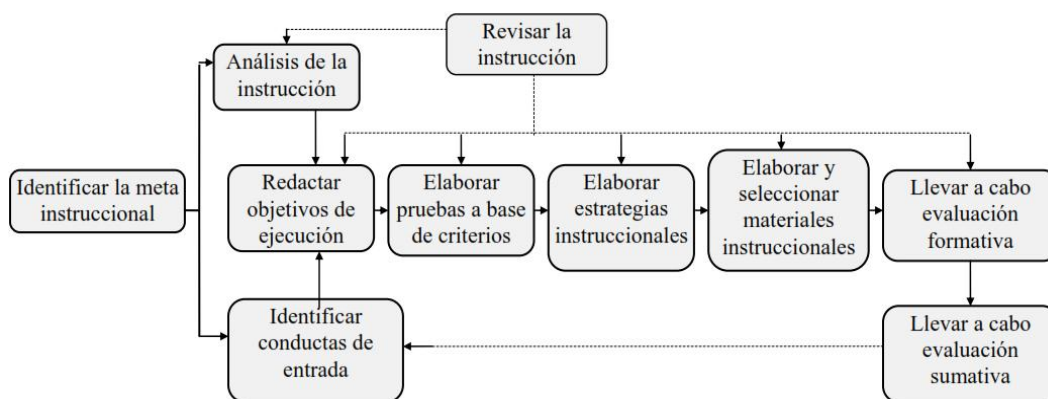 Revisar la
instrucción
Análisis de la
instrucción
Identificar la meta
instruccional
Redactar
objetivos de
ejecución
Elaborar
pruebas a base
de criterios
Elaborar
estrategias
instruccionales
Elaborar y
seleccionar
materiales
instruccionales
Llevar a cabo
evaluación
formativa
Identificar
conductas de
entrada
Llevar a cabo
evaluación
sumativa